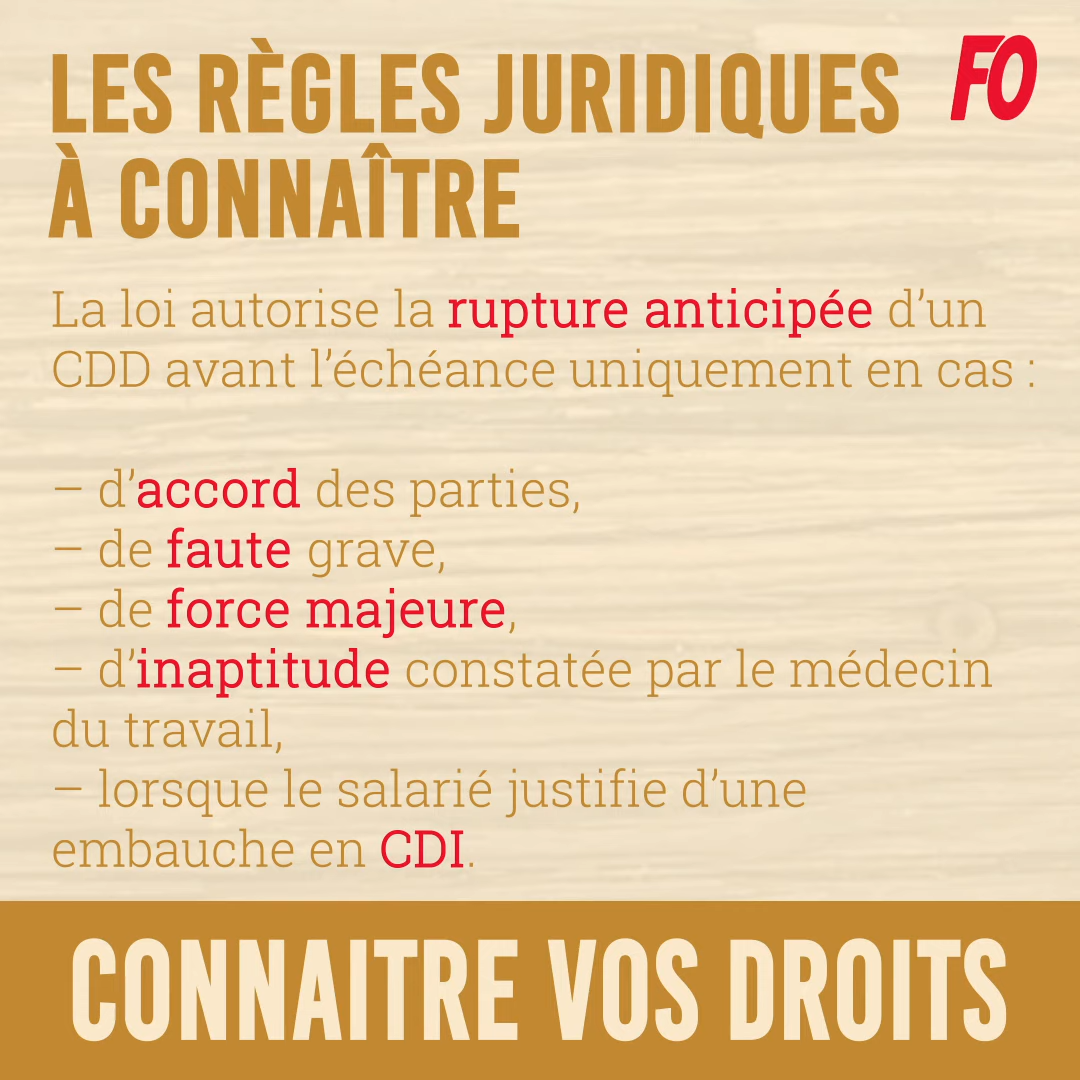 LES RÈGLES JURIDIQUES
FO
À CONNAÎTRE
La loi autorise la rupture anticipée d’un
CDD avant l’échéance uniquement en cas :
– d’accord des parties,
– de faute grave,
– de force majeure,
– d’inaptitude constatée par le médecin
du travail,
– lorsque le salarié justifie d’une
embauche en CDI.
CONNAITRE VOS DROITS